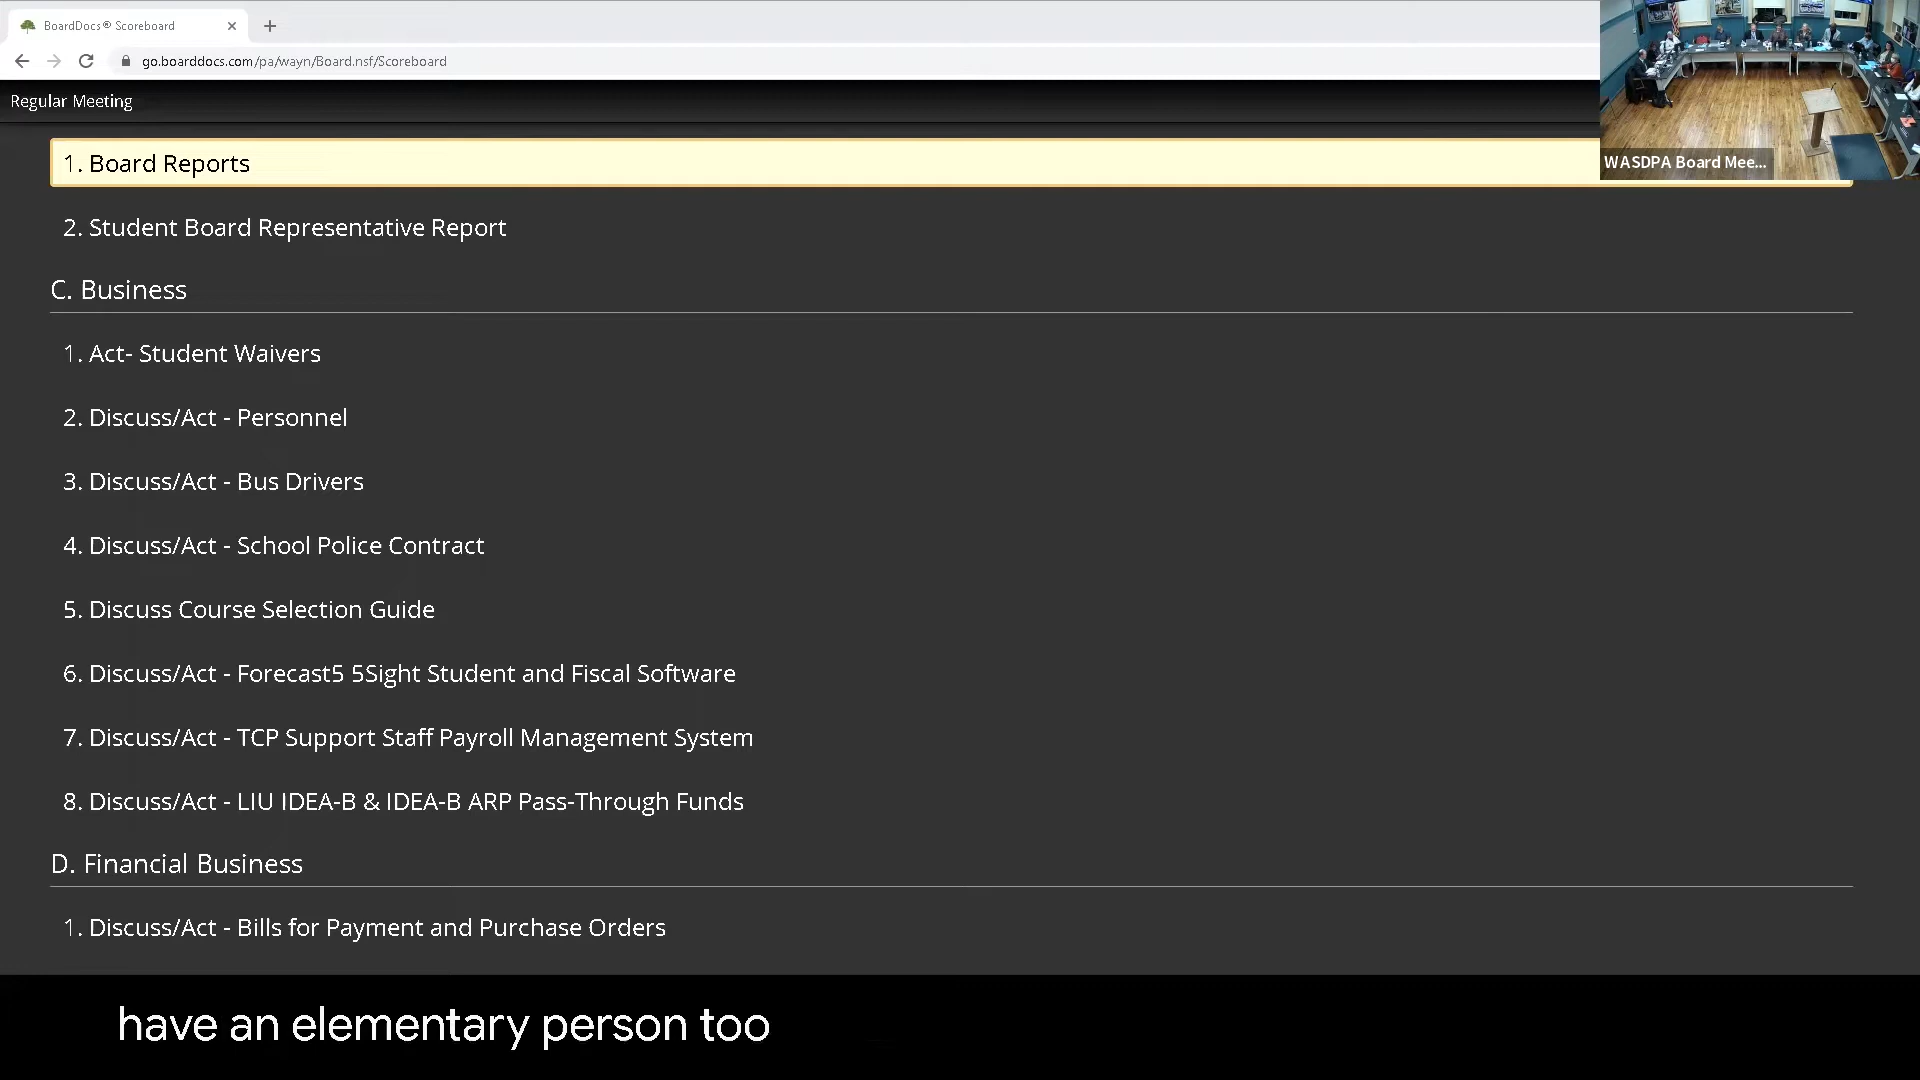 BoardDocs® Scoreboard
go.boarddocs.com/pa/wayn/Board.nsf/Scoreboard
Regular Meeting
WASDPA Board Mee...
1. Board Reports
2. Student Board Representative Report
C. Business
1. Act- Student Waivers
2. Discuss/Act - Personnel
3. Discuss/Act - Bus Drivers
4. Discuss/Act - School Police Contract
5. Discuss Course Selection Guide
6. Discuss/Act - Forecast5 5Sight Student and Fiscal Software
7. Discuss/Act - TCP Support Staff Payroll Management System
8. Discuss/Act - LIU IDEA-B & IDEA-B ARP Pass-Through Funds
D. Financial Business
1. Discuss/Act - Bills for Payment and Purchase Orders
have an elementary person too